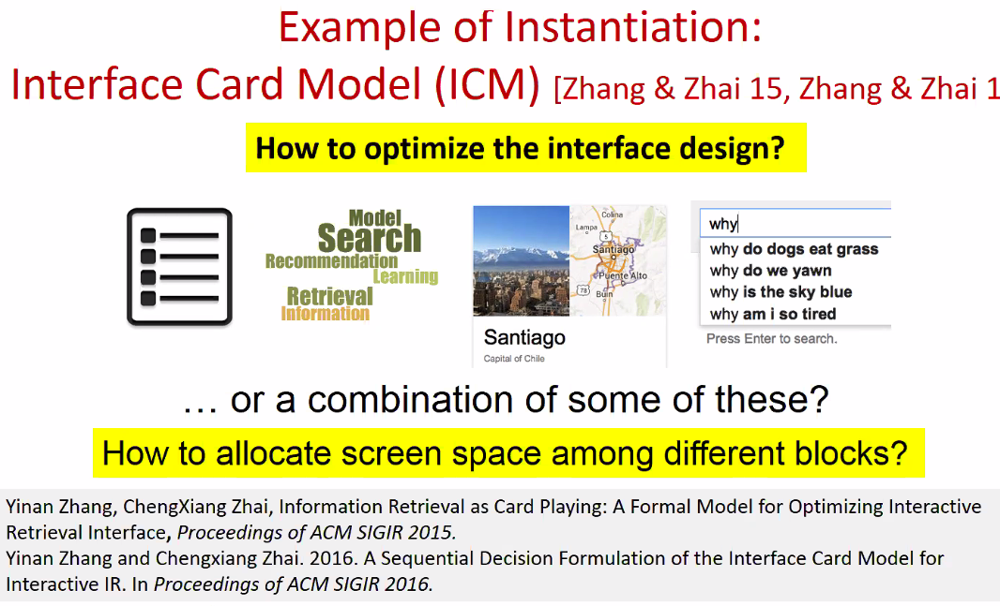 Example of Instantiation:
Interface Card Model (ICM) [Zhang & Zhai 15, Zhang & Zhai 1
How to optimize the interface design?
Model
Search
Recommendation
Learning
Retrieval
Information
Colina
Lampa
5
Santiago
Puente Alto
78
Buin
Santiago
Capital of Chile
why
why do dogs eat grass
why do we yawn
why is the sky blue
why am i so tired
Press Enter to search.
… or a combination of some of these?
How to allocate screen space among different blocks?
Yinan Zhang, ChengXiang Zhai, Information Retrieval as Card Playing: A Formal Model for Optimizing Interactive
Retrieval Interface, Proceedings of ACM SIGIR 2015.
Yinan Zhang and Chengxiang Zhai. 2016. A Sequential Decision Formulation of the Interface Card Model for
Interactive IR. In Proceedings of ACM SIGIR 2016.